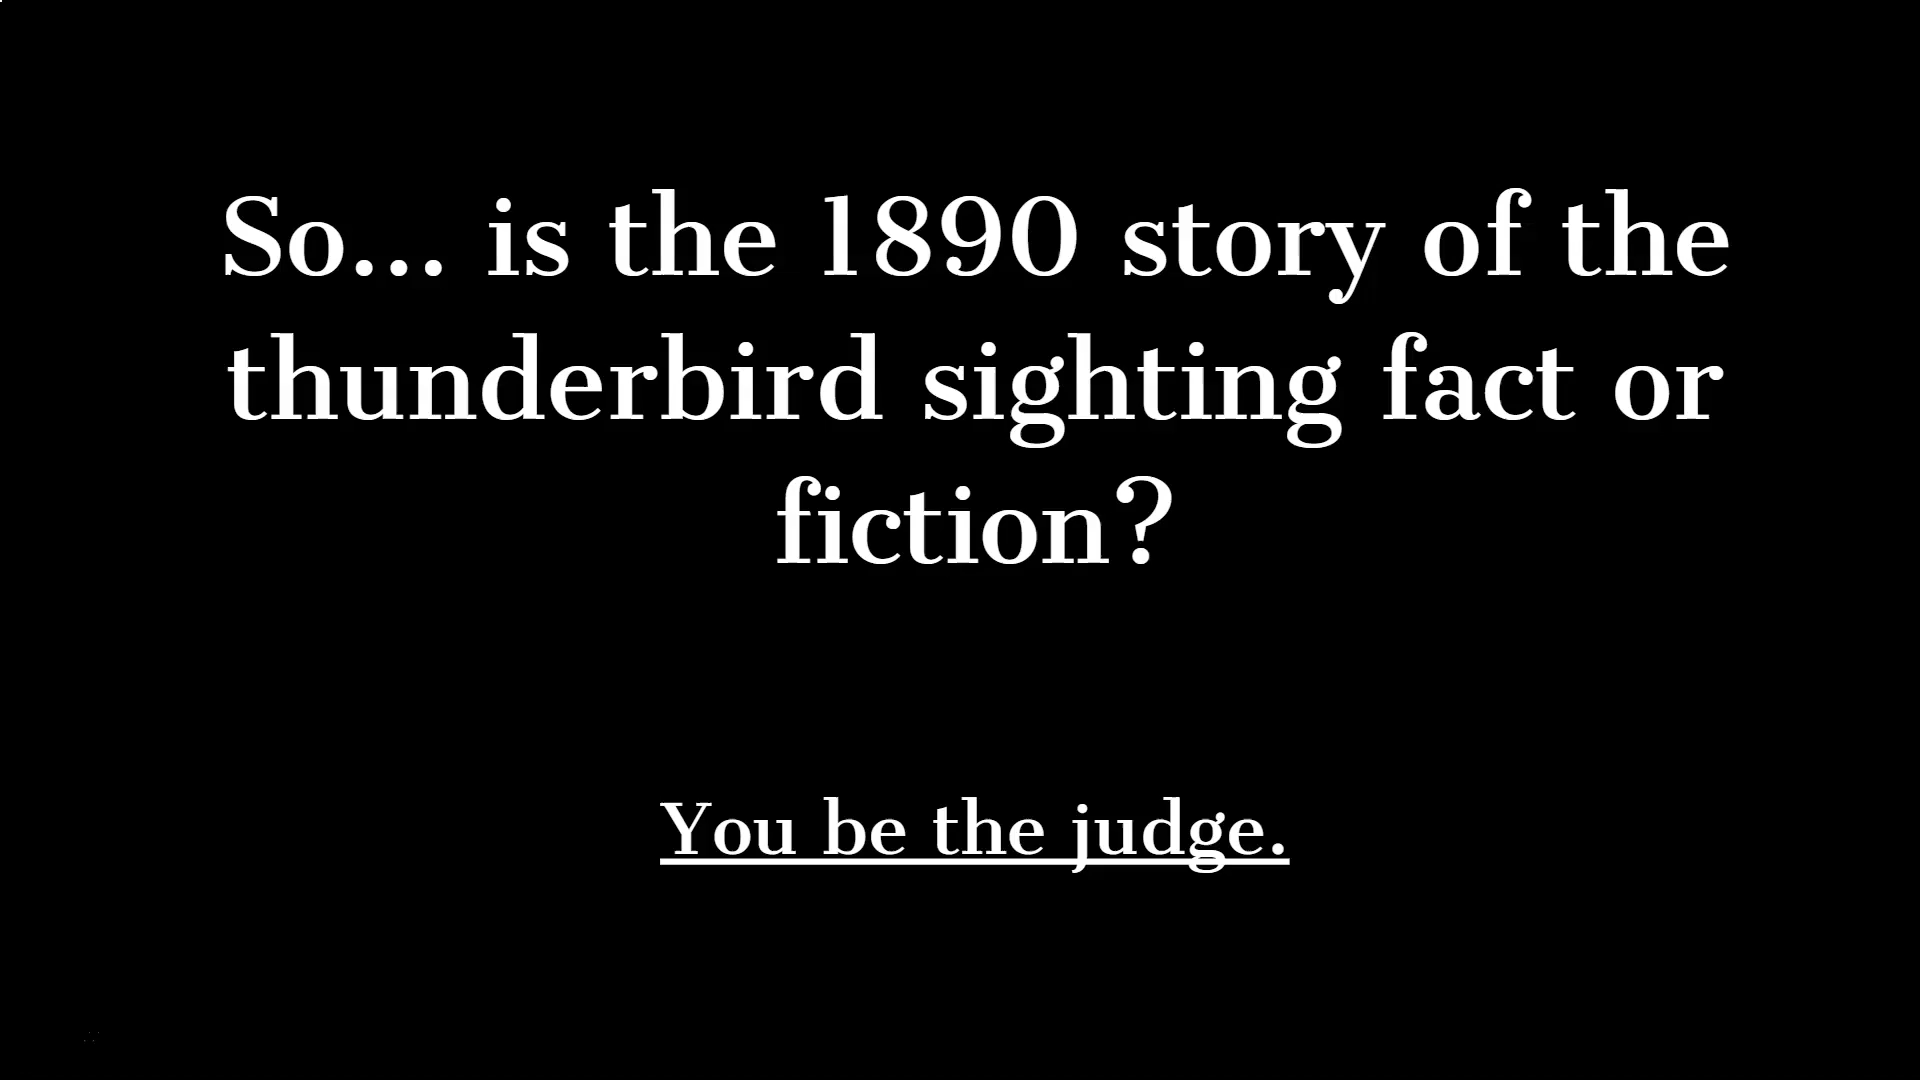 So... is the 1890 story of the
thunderbird sighting fact or
fiction?
You be the judge.